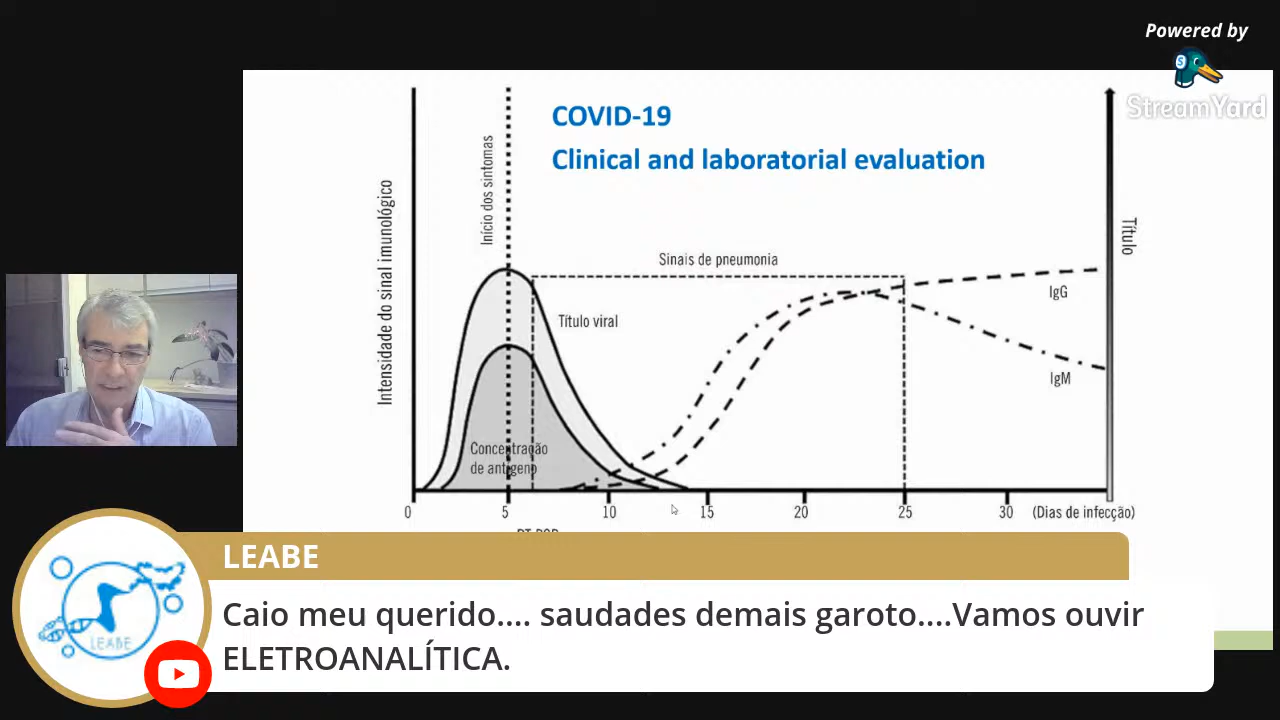 Powered by
StreamYard
COVID-19
Clinical and laboratorial evaluation
Intensidade do sinal imunológico
Início dos sintomas
Título
Sinais de pneumonia
Título viral
IgG
IgM
Concentração
de antígeno
0 5 10 15 20 25 30 (Dias de infecção)
RT-PCR
LEABE
Caio meu querido.... saudades demais garoto....Vamos ouvir
ELETROANALÍTICA.
LEABE